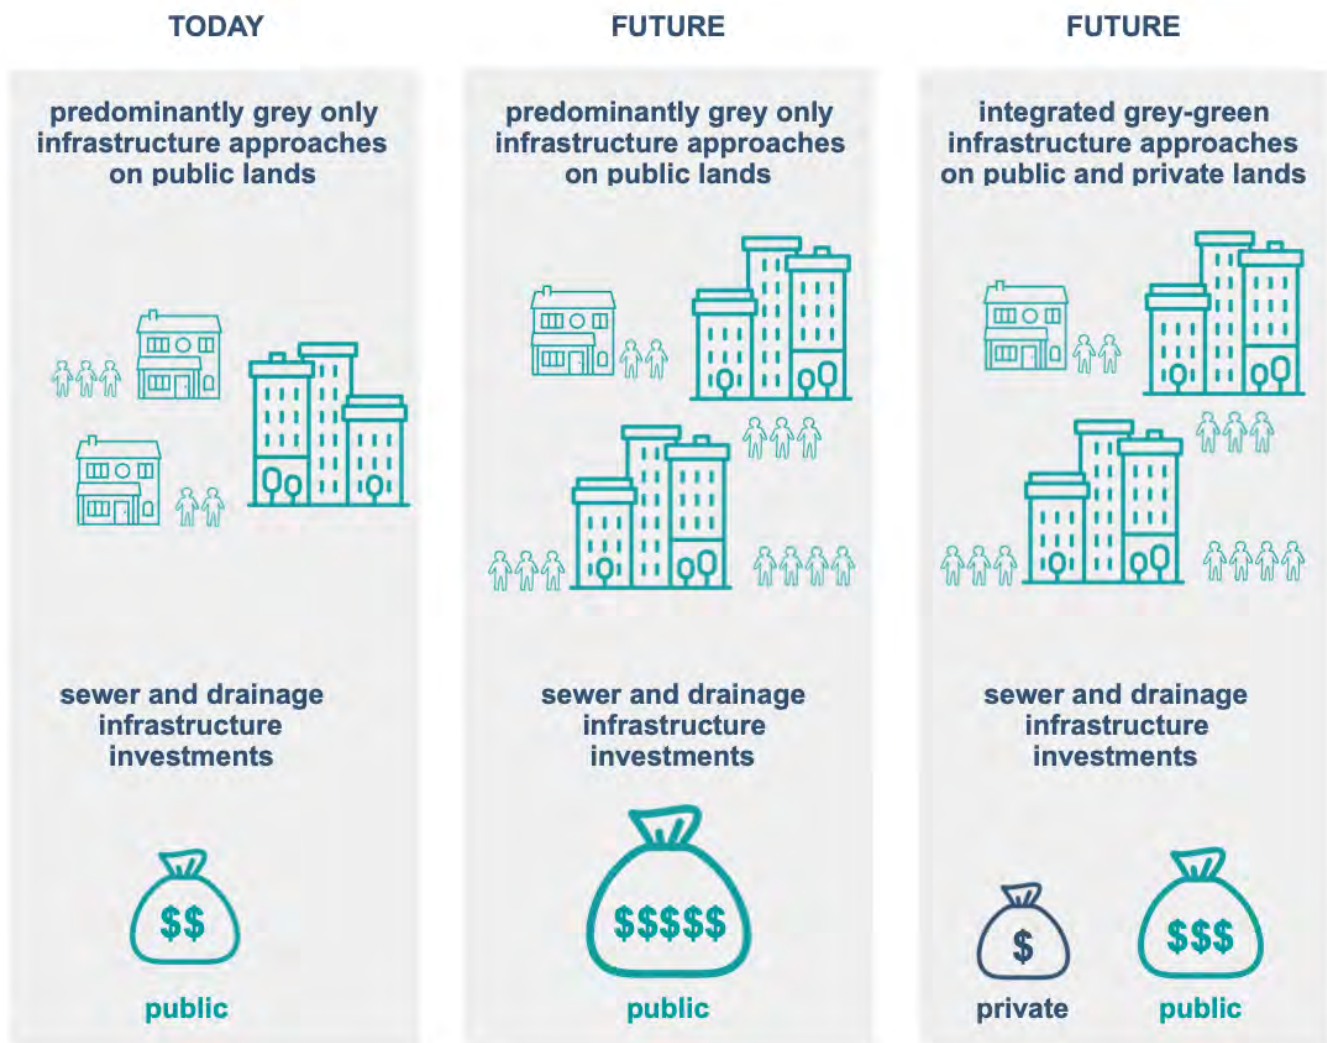 TODAY
predominantly grey only
infrastructure approaches
on public lands
sewer and drainage
infrastructure
investments
$$
public
FUTURE
predominantly grey only
infrastructure approaches
on public lands
sewer and drainage
infrastructure
investments
$$$$$
public
FUTURE
integrated grey-green
infrastructure approaches
on public and private lands
sewer and drainage
infrastructure
investments
$
private
$$$
public